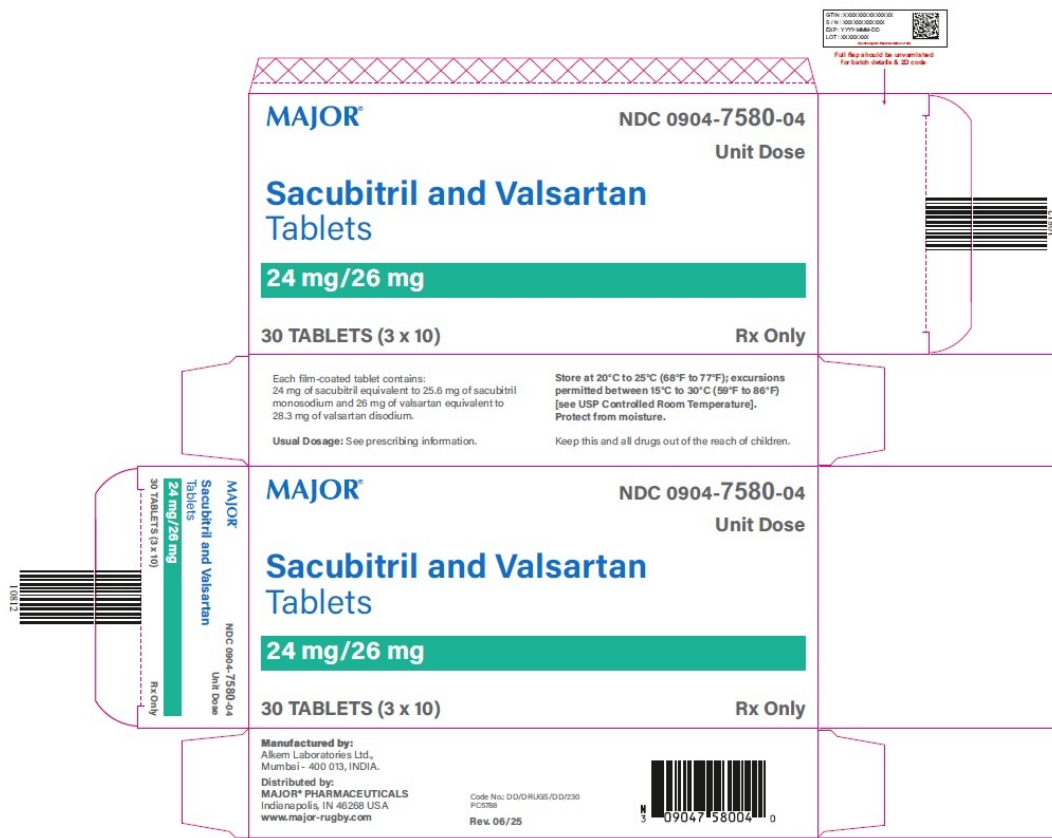 GTIN : XXXXXXXXXXXXXX
S / N : XXXXXXXXXXXX
EXP : YYYY-MMM-DD
LOT : XXXXXXXX
Full flap should be unvarnished
for batch details & 2D code
MAJOR®
NDC 0904-7580-04
Unit Dose
Sacubitril and Valsartan
Tablets
24 mg/26 mg
30 TABLETS (3 x 10)
Rx Only
Each film-coated tablet contains:
24 mg of sacubitril equivalent to 25.6 mg of sacubitril
monosodium and 26 mg of valsartan equivalent to
28.3 mg of valsartan disodium.
Usual Dosage: See prescribing information.
Store at 20°C to 25°C (68°F to 77°F); excursions
permitted between 15°C to 30°C (59°F to 86°F)
[see USP Controlled Room Temperature].
Protect from moisture.
Keep this and all drugs out of the reach of children.
MAJOR®
NDC 0904-7580-04
Unit Dose
Sacubitril and Valsartan
Tablets
24 mg/26 mg
30 TABLETS (3 x 10)
Rx Only
10812
MAJOR®
NDC 0904-7580-04
Unit Dose
Sacubitril and Valsartan
Tablets
24 mg/26 mg
30 TABLETS (3 x 10)
Rx Only
Manufactured by:
Alkem Laboratories Ltd.,
Mumbai - 400 013, INDIA.
Distributed by:
MAJOR® PHARMACEUTICALS
Indianapolis, IN 46268 USA
www.major-rugby.com
Code No.: DD/DRUGS/DD/230
PC5788
Rev. 06/25
N
3 09047 58004 0